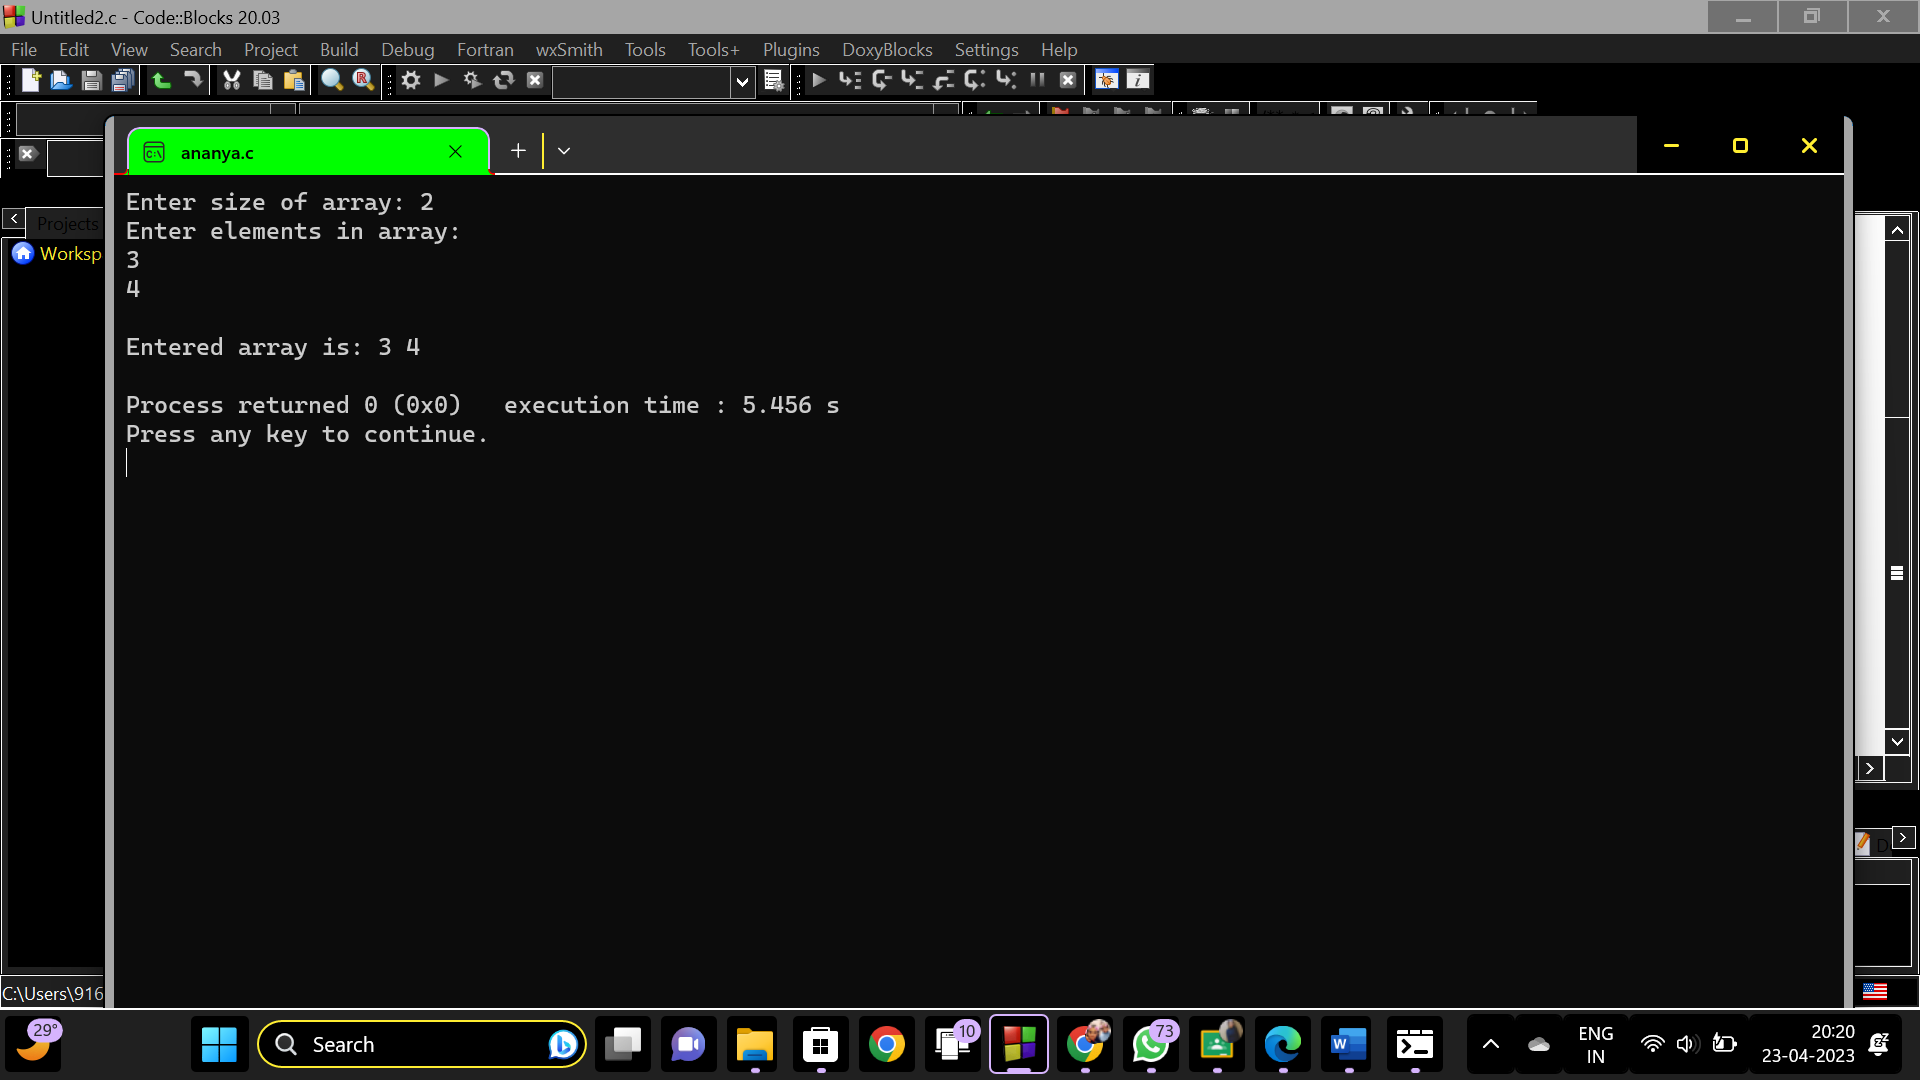 Untitled2.c - Code::Blocks 20.03
File Edit View Search Project Build Debug Fortran wxSmith Tools Tools+ Plugins DoxyBlocks Settings Help
ananya.c
Enter size of array: 2
Enter elements in array:
3
4
Entered array is: 3 4
Process returned 0 (0x0)   execution time : 5.456 s
Press any key to continue.
Projects
Worksp
D
C:\Users\916
29°
Search
10
73
ENG
IN
20:20
23-04-2023